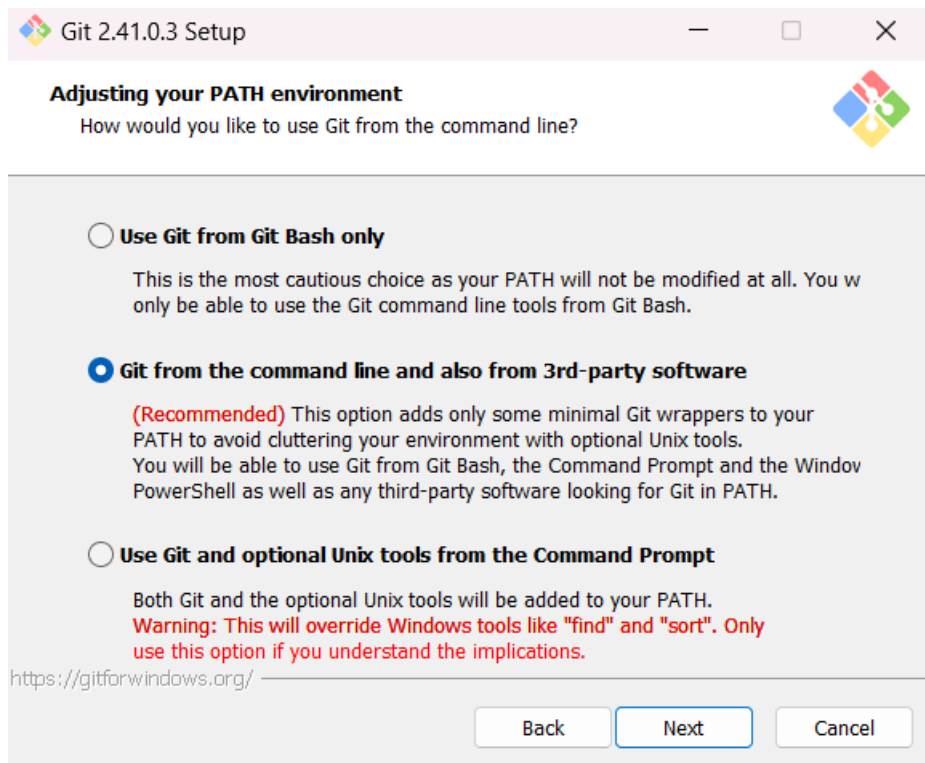 Git 2.41.0.3 Setup
Adjusting your PATH environment
How would you like to use Git from the command line?
Use Git from Git Bash only
This is the most cautious choice as your PATH will not be modified at all. You w
only be able to use the Git command line tools from Git Bash.
Git from the command line and also from 3rd-party software
(Recommended) This option adds only some minimal Git wrappers to your
PATH to avoid cluttering your environment with optional Unix tools.
You will be able to use Git from Git Bash, the Command Prompt and the Window
PowerShell as well as any third-party software looking for Git in PATH.
Use Git and optional Unix tools from the Command Prompt
Both Git and the optional Unix tools will be added to your PATH.
Warning: This will override Windows tools like "find" and "sort". Only
use this option if you understand the implications.
https://gitforwindows.org/
Back Next Cancel